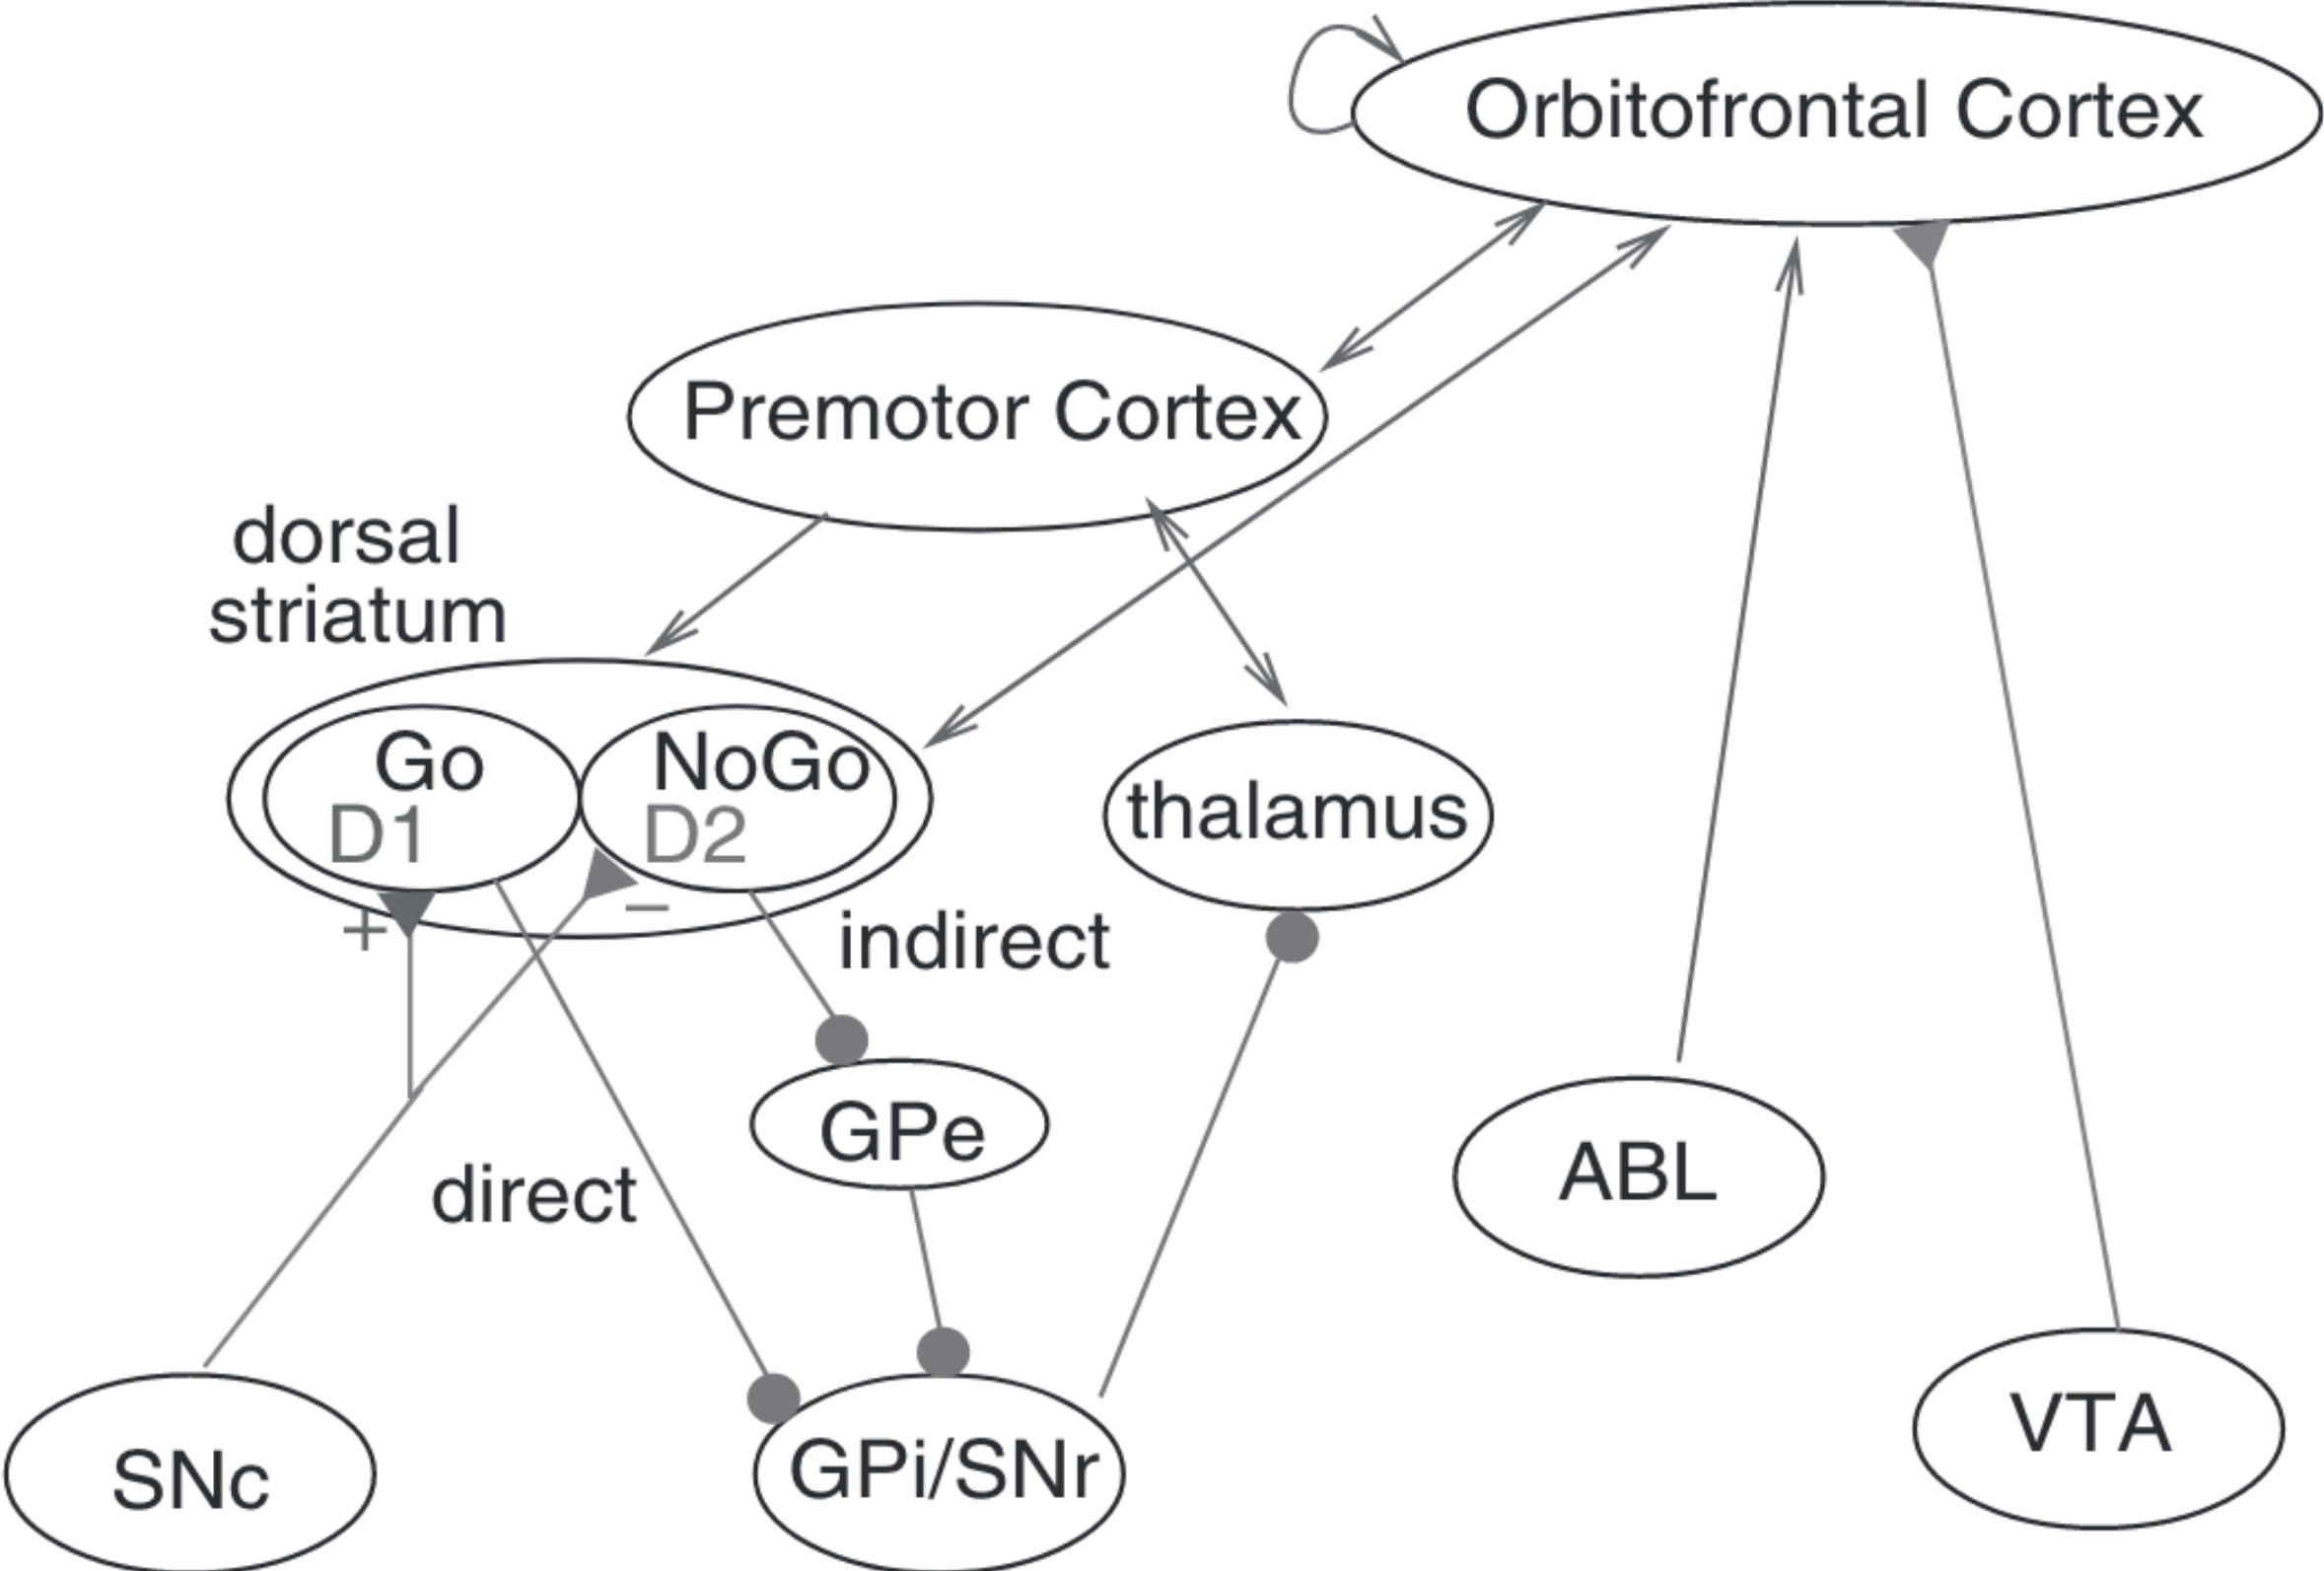 Orbitofrontal Cortex
Premotor Cortex
dorsal
striatum
Go
D1
NoGo
D2
thalamus
+
–
indirect
GPe
direct
ABL
SNc
GPi/SNr
VTA